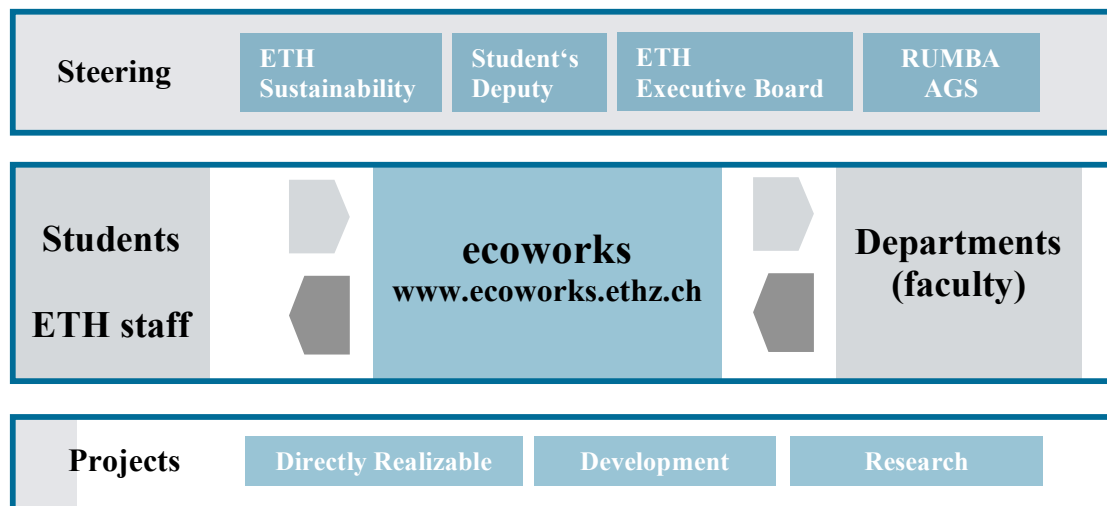 Steering
ETH
Sustainability
Student‘s
Deputy
ETH
Executive Board
RUMBA
AGS
Students
ETH staff
ecoworks
www.ecoworks.ethz.ch
Departments
(faculty)
Projects
Directly Realizable
Development
Research